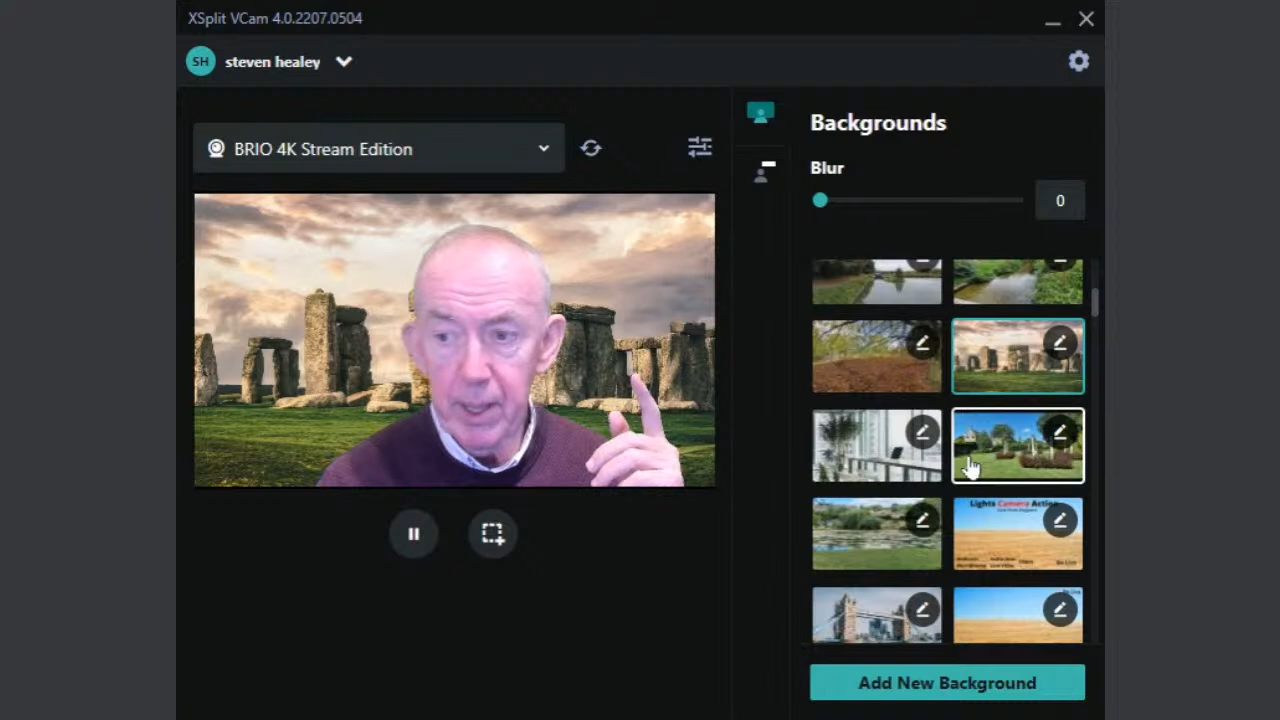 XSplit VCam 4.0.2207.0504
SH steven healey
BRIO 4K Stream Edition
Backgrounds
Blur
0
Lights Camera Action
Add New Background